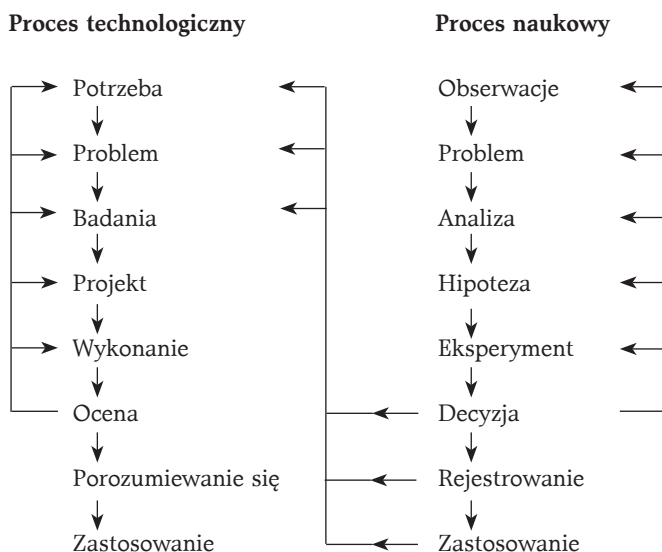 Proces technologiczny
Potrzeba
Problem
Badania
Projekt
Wykonanie
Ocena
Porozumiewanie się
Zastosowanie
Proces naukowy
Obserwacje
Problem
Analiza
Hipoteza
Eksperyment
Decyzja
Rejestrowanie
Zastosowanie